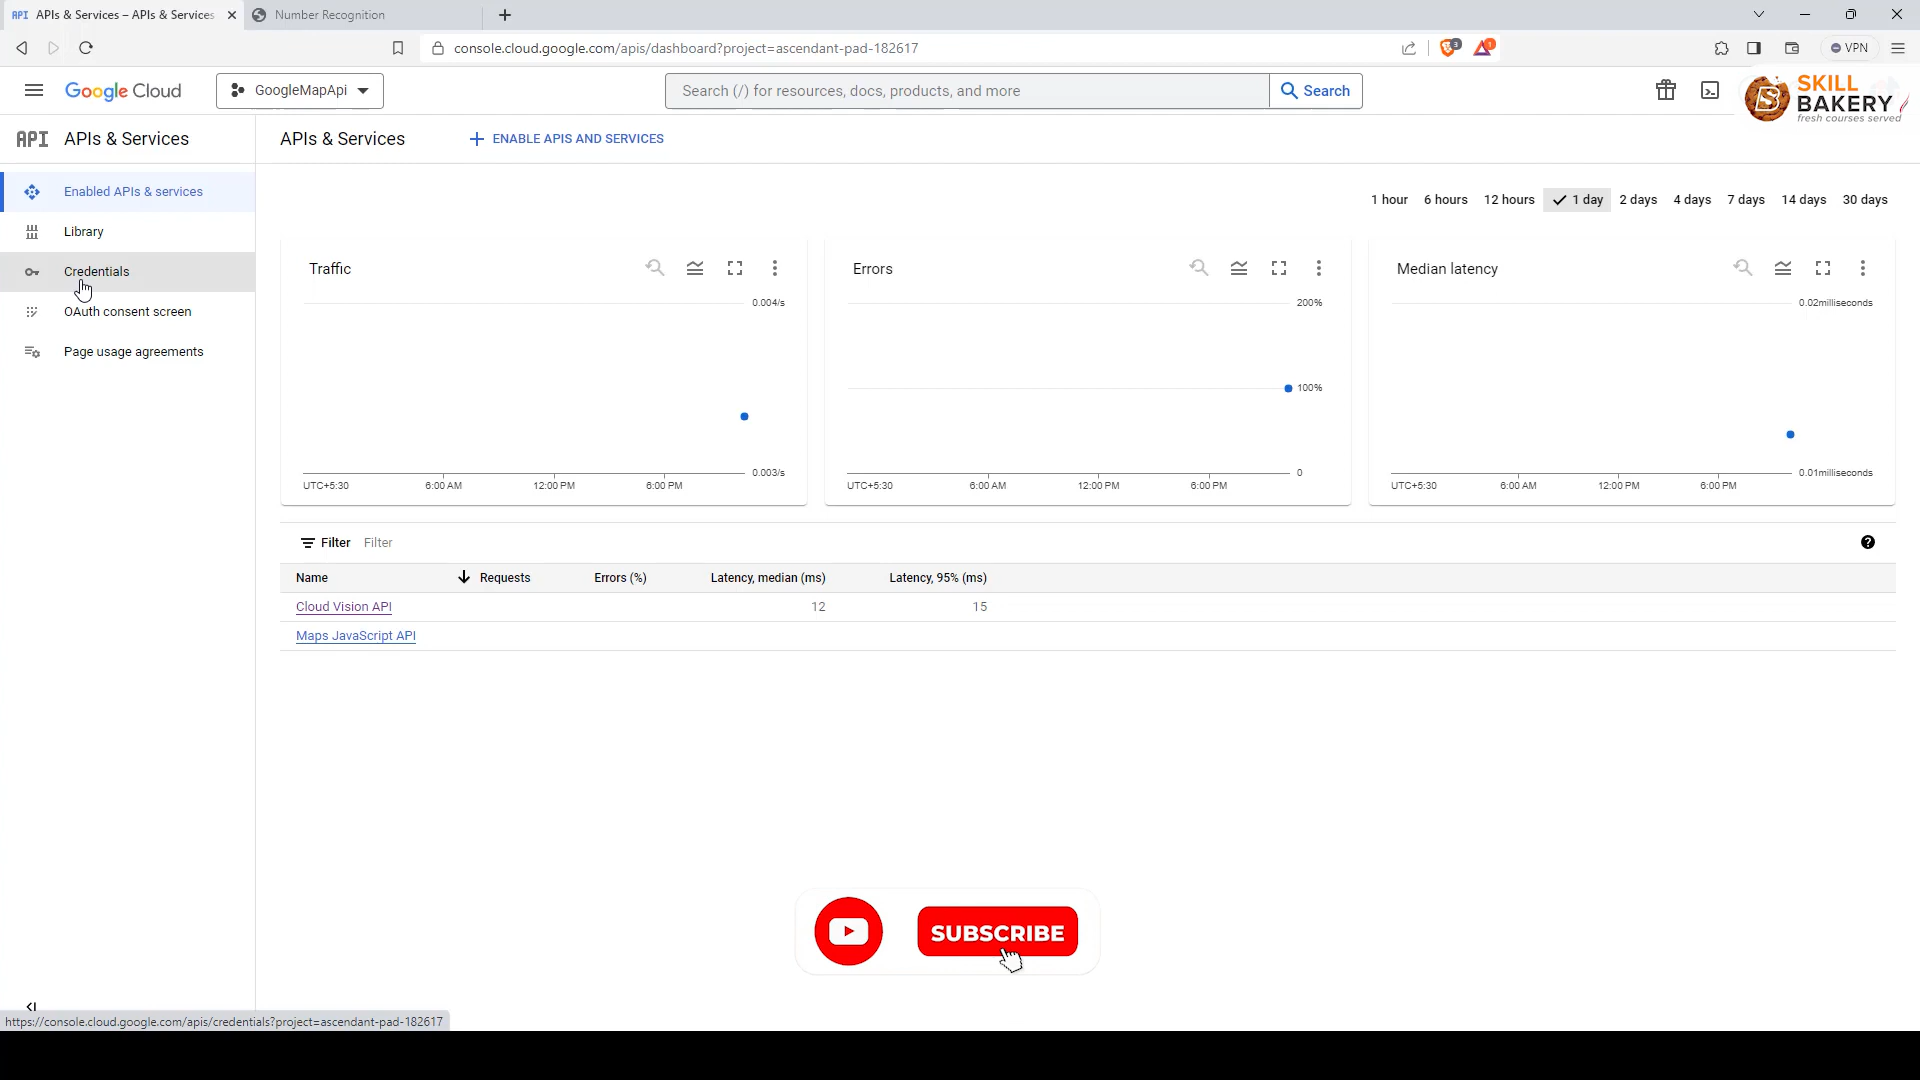 API APIs & Services – APIs & Services
Number Recognition
console.cloud.google.com/apis/dashboard?project=ascendant-pad-182617
3
1
VPN
Google Cloud
GoogleMapApi
Search (/) for resources, docs, products, and more
Search
SKILL
BAKERY
fresh courses served
API APIs & Services
APIs & Services
ENABLE APIS AND SERVICES
Enabled APIs & services
Library
Credentials
OAuth consent screen
Page usage agreements
1 hour 6 hours 12 hours 1 day 2 days 4 days 7 days 14 days 30 days
Traffic
0.004/s
0.003/s
UTC+5:30 6:00 AM 12:00 PM 6:00 PM
Errors
200%
100%
0
UTC+5:30 6:00 AM 12:00 PM 6:00 PM
Median latency
0.02milliseconds
0.01milliseconds
UTC+5:30 6:00 AM 12:00 PM 6:00 PM
Filter Filter
Name Requests Errors (%) Latency, median (ms) Latency, 95% (ms)
Cloud Vision API 12 15
Maps JavaScript API
SUBSCRIBE
https://console.cloud.google.com/apis/credentials?project=ascendant-pad-182617